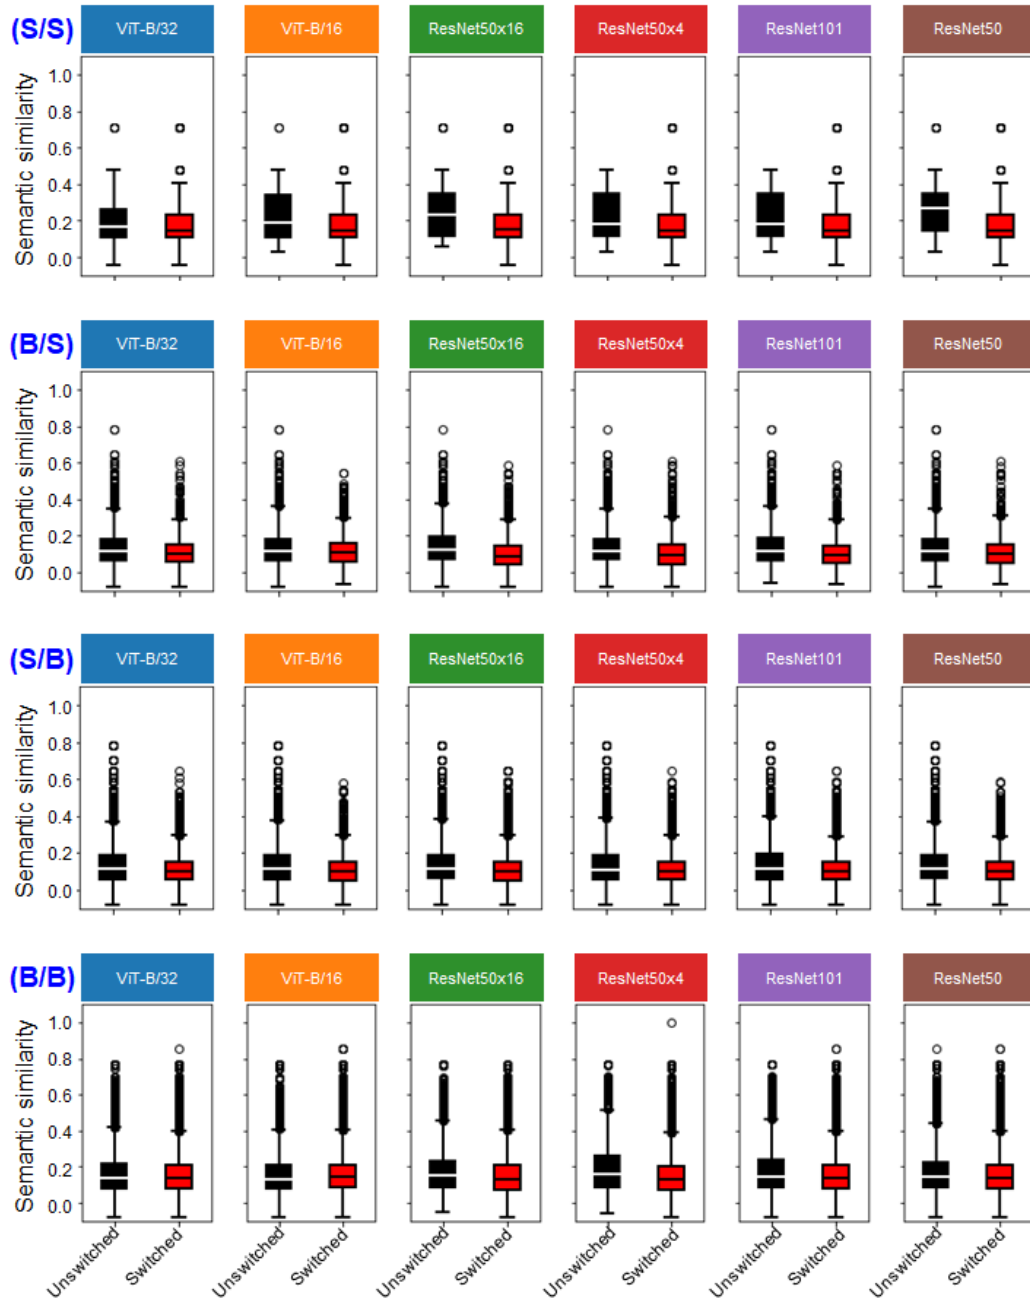 (S/S) ViT-B/32 ViT-B/16 ResNet50x16 ResNet50x4 ResNet101 ResNet50
Semantic similarity
1.0
0.8
0.6
0.4
0.2
0.0
(B/S) ViT-B/32 ViT-B/16 ResNet50x16 ResNet50x4 ResNet101 ResNet50
Semantic similarity
1.0
0.8
0.6
0.4
0.2
0.0
(S/B) ViT-B/32 ViT-B/16 ResNet50x16 ResNet50x4 ResNet101 ResNet50
Semantic similarity
1.0
0.8
0.6
0.4
0.2
0.0
(B/B) ViT-B/32 ViT-B/16 ResNet50x16 ResNet50x4 ResNet101 ResNet50
Semantic similarity
1.0
0.8
0.6
0.4
0.2
0.0
Unswitched Switched Unswitched Switched Unswitched Switched Unswitched Switched Unswitched Switched Unswitched Switched